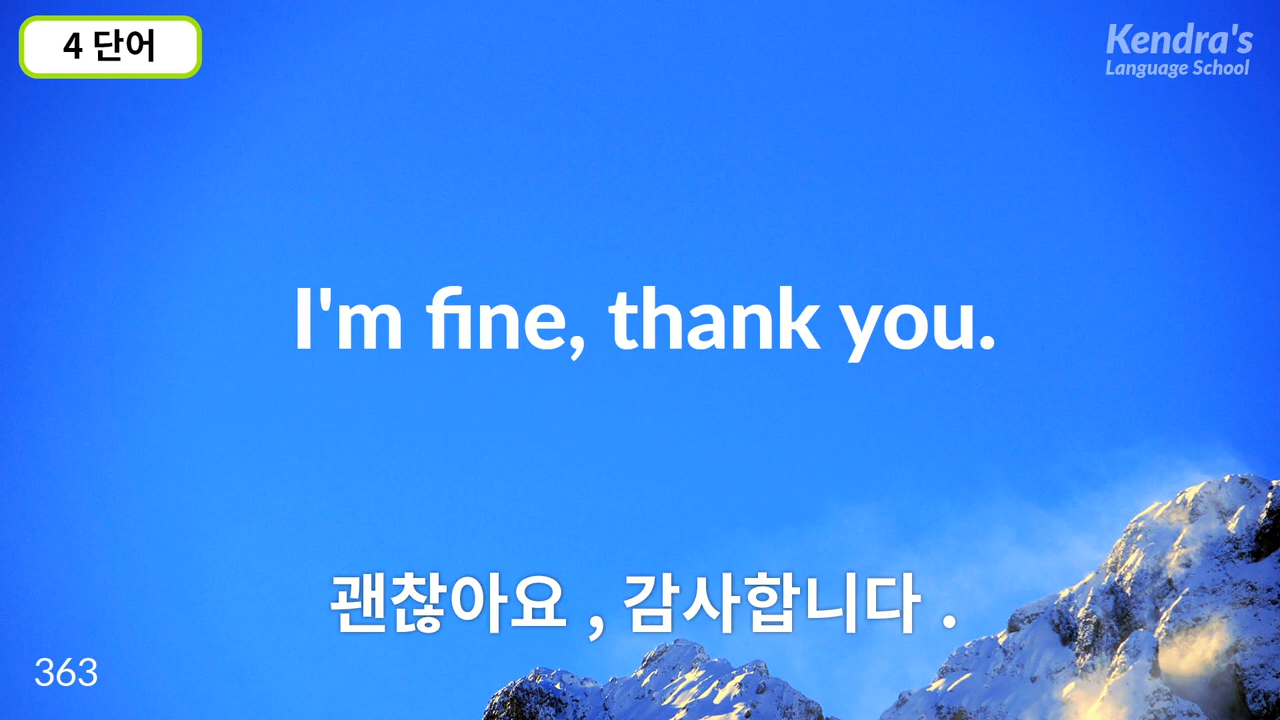 4 단어
Kendra's
Language School
I'm fine, thank you.
괜찮아요 , 감사합니다 .
363